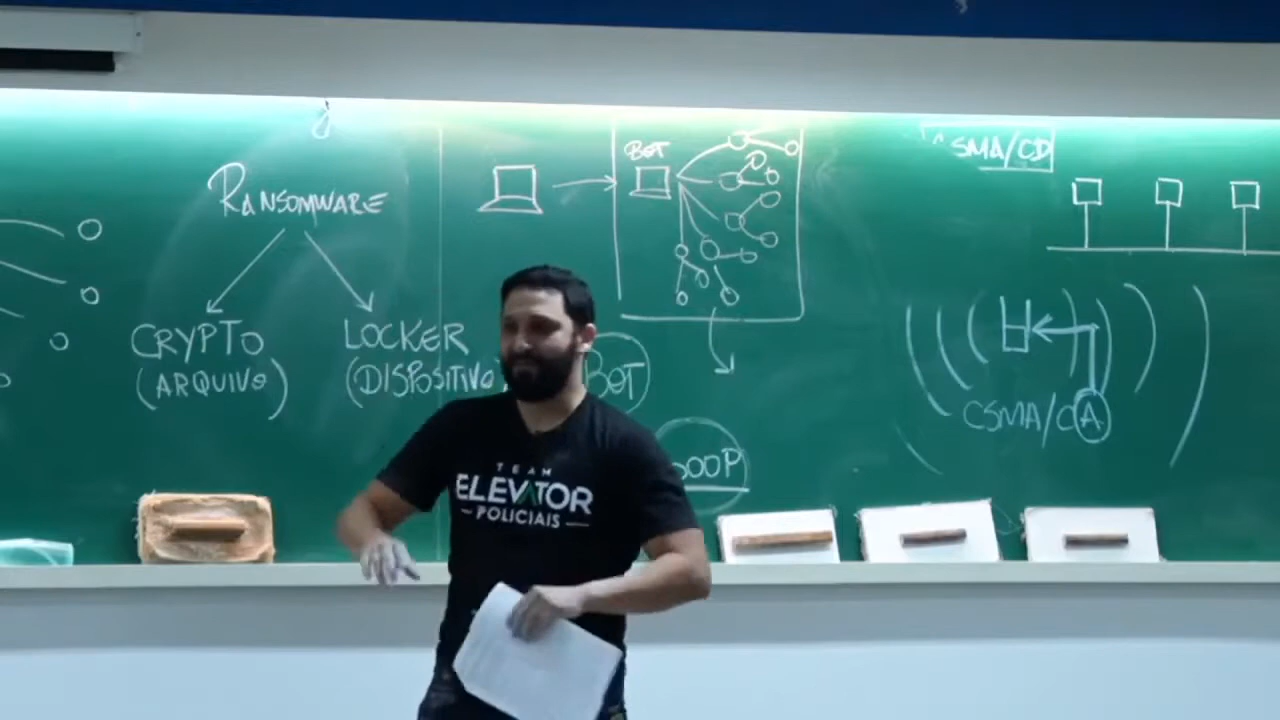 RANSOMWARE
CRYPTO
(ARQUIVO)
LOCKER
(DISPOSITIVO
BOT
BOT
CSMA/CD
CSMA/CA
TEAM
ELEVATOR
POLICIAIS